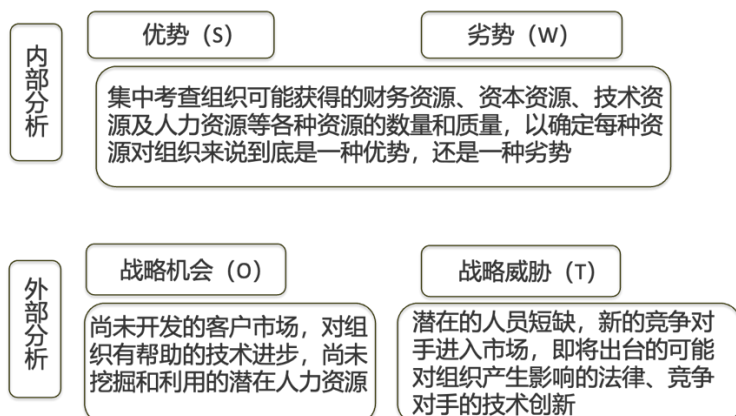 内部分析
优势（S）
劣势（W）
集中考查组织可能获得的财务资源、资本资源、技术资
源及人力资源等各种资源的数量和质量，以确定每种资
源对组织来说到底是一种优势，还是一种劣势
外部分析
战略机会（O）
战略威胁（T）
尚未开发的客户市场，对组
织有帮助的技术进步，尚未
挖掘和利用的潜在人力资源
潜在的人员短缺，新的竞争对
手进入市场，即将出台的可能
对组织产生影响的法律、竞争
对手的技术创新